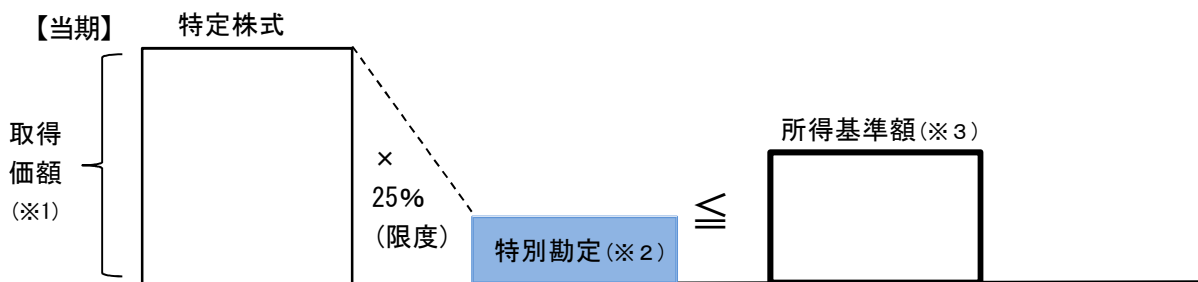 【当期】
特定株式
取得
価額
(※1)
×
25%
(限度)
特別勘定(※2)
≦
所得基準額(※3)